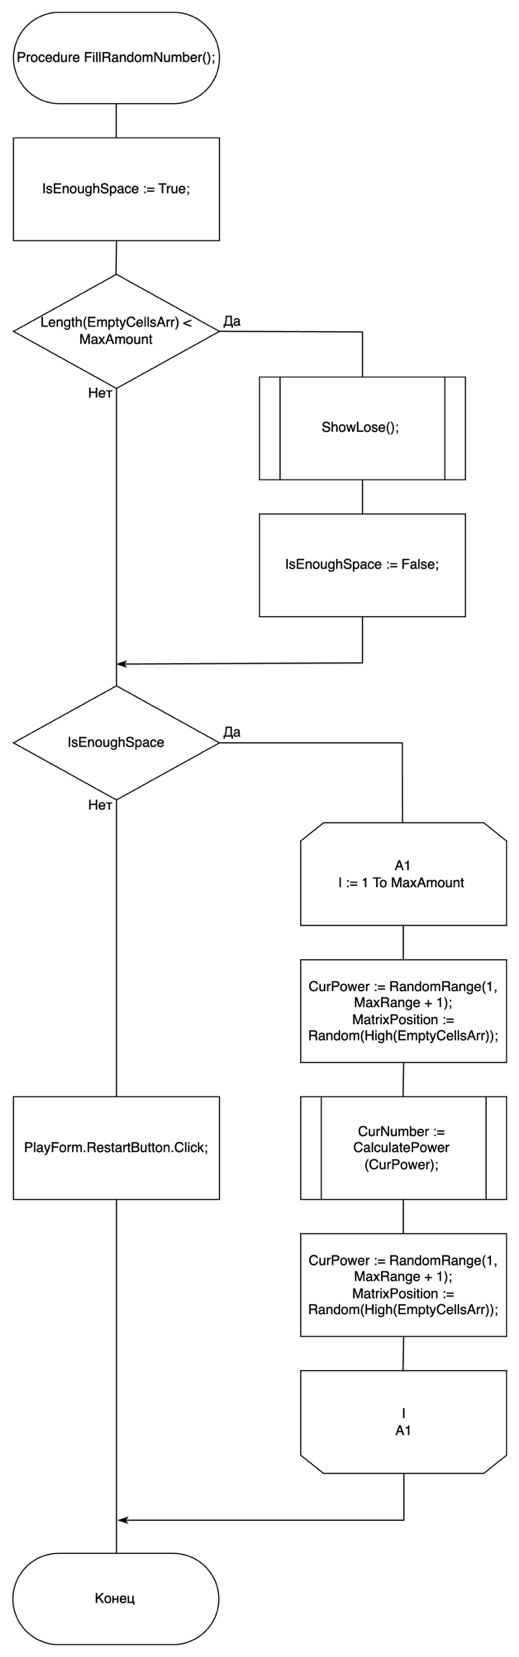 Procedure FillRandomNumber();
IsEnoughSpace := True;
Length(EmptyCellsArr) <
MaxAmount
Да
Нет
ShowLose();
IsEnoughSpace := False;
IsEnoughSpace
Да
Нет
A1
I := 1 To MaxAmount
CurPower := RandomRange(1,
MaxRange + 1);
MatrixPosition :=
Random(High(EmptyCellsArr));
PlayForm.RestartButton.Click;
CurNumber :=
CalculatePower
(CurPower);
CurPower := RandomRange(1,
MaxRange + 1);
MatrixPosition :=
Random(High(EmptyCellsArr));
I
A1
Конец